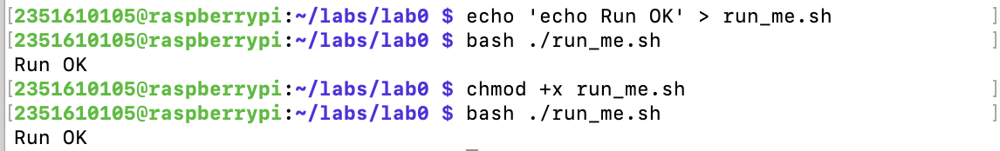 [2351610105@raspberrypi:~/labs/lab0 $ echo 'echo Run OK' > run_me.sh ]
[2351610105@raspberrypi:~/labs/lab0 $ bash ./run_me.sh ]
Run OK
[2351610105@raspberrypi:~/labs/lab0 $ chmod +x run_me.sh ]
[2351610105@raspberrypi:~/labs/lab0 $ bash ./run_me.sh ]
Run OK